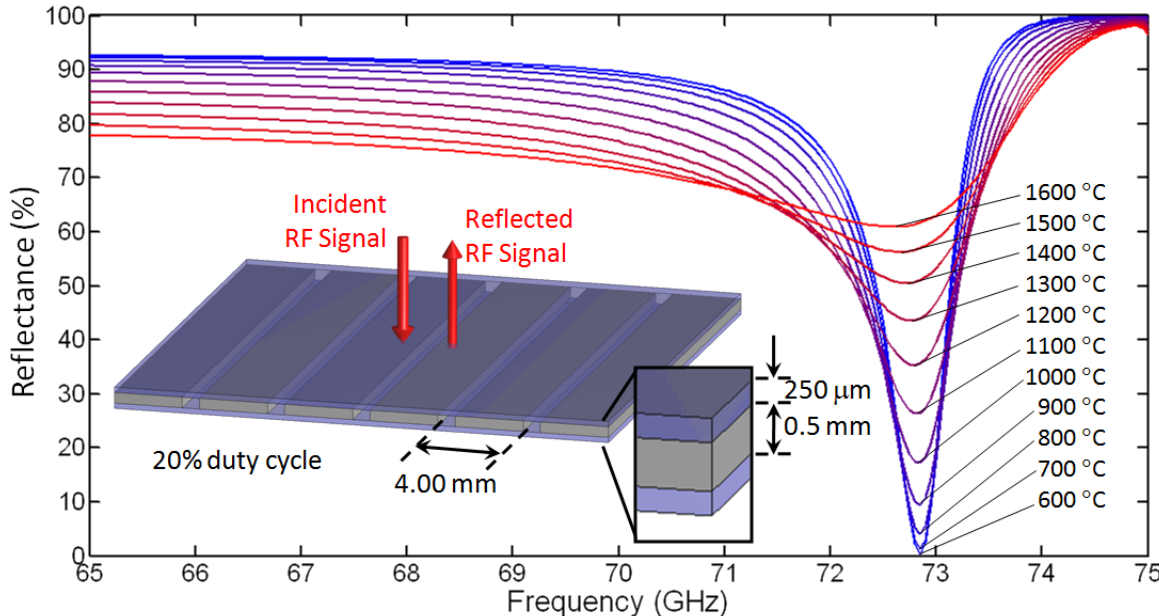 100
90
80
70
60
50
40
30
20
10
0
Reflectance (%)
65
66
67
68
69
70
71
72
73
74
75
Frequency (GHz)
Incident
RF Signal
Reflected
RF Signal
20% duty cycle
4.00 mm
250 μm
0.5 mm
1600 °C
1500 °C
1400 °C
1300 °C
1200 °C
1100 °C
1000 °C
900 °C
800 °C
700 °C
600 °C